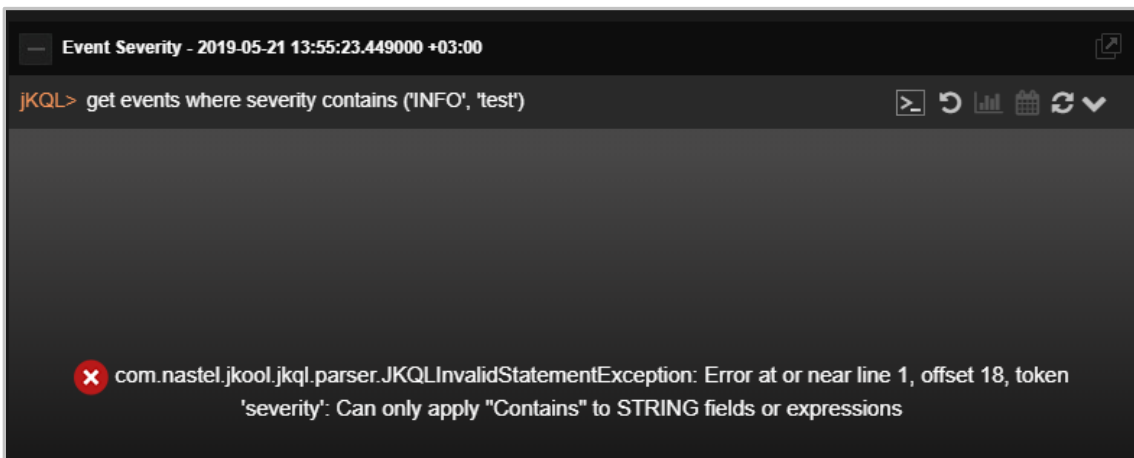 Event Severity - 2019-05-21 13:55:23.449000 +03:00
jKQL> get events where severity contains ('INFO', 'test')
com.nastel.jkool.jkql.parser.JKQLInvalidStatementException: Error at or near line 1, offset 18, token
'severity': Can only apply "Contains" to STRING fields or expressions